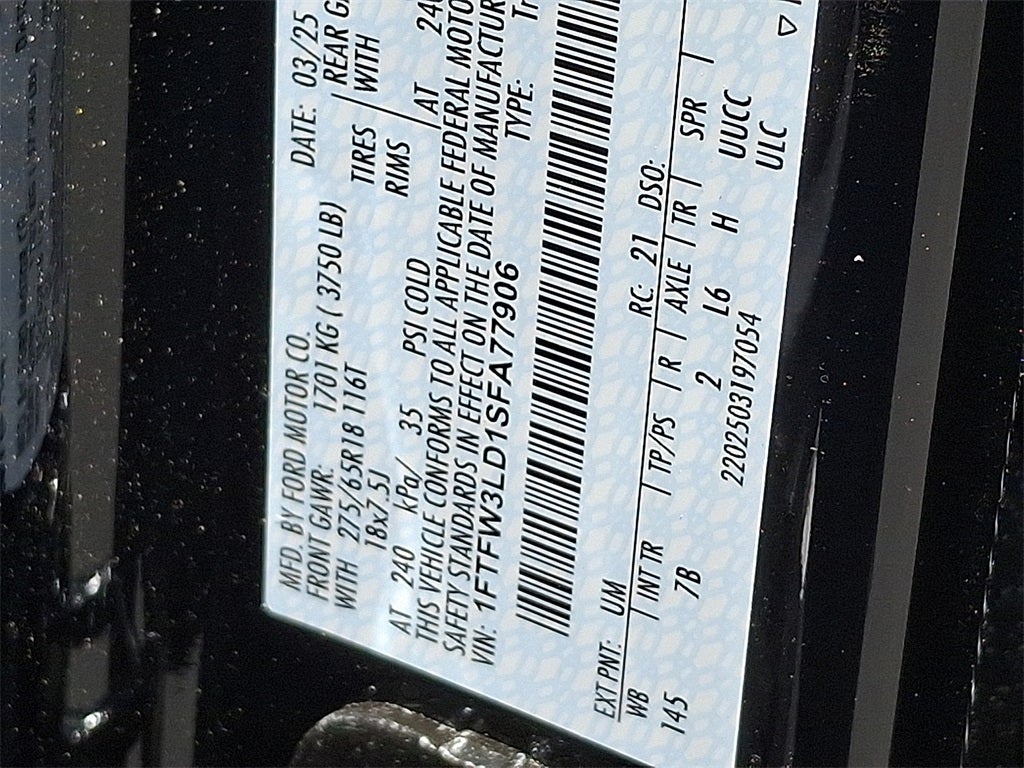 MFD. BY FORD MOTOR CO.
DATE: 03/25
FRONT GAWR: 1701 KG ( 3750 LB)
REAR G
WITH 275/65R18 116T
TIRES
WITH
18x7.5J
RIMS
AT 240 kPa/ 35 PSI COLD
AT 240
THIS VEHICLE CONFORMS TO ALL APPLICABLE FEDERAL MOTO
SAFETY STANDARDS IN EFFECT ON THE DATE OF MANUFACTUR
VIN: 1FTFW3LD1SFA77906
TYPE: Tr
EXT PNT: UM RC: 21 DSO:
WB | INT TR | TP/PS | R | AXLE | TR | SPR |
145 7B 2 L6 H UUCC
ULC
2202503197054